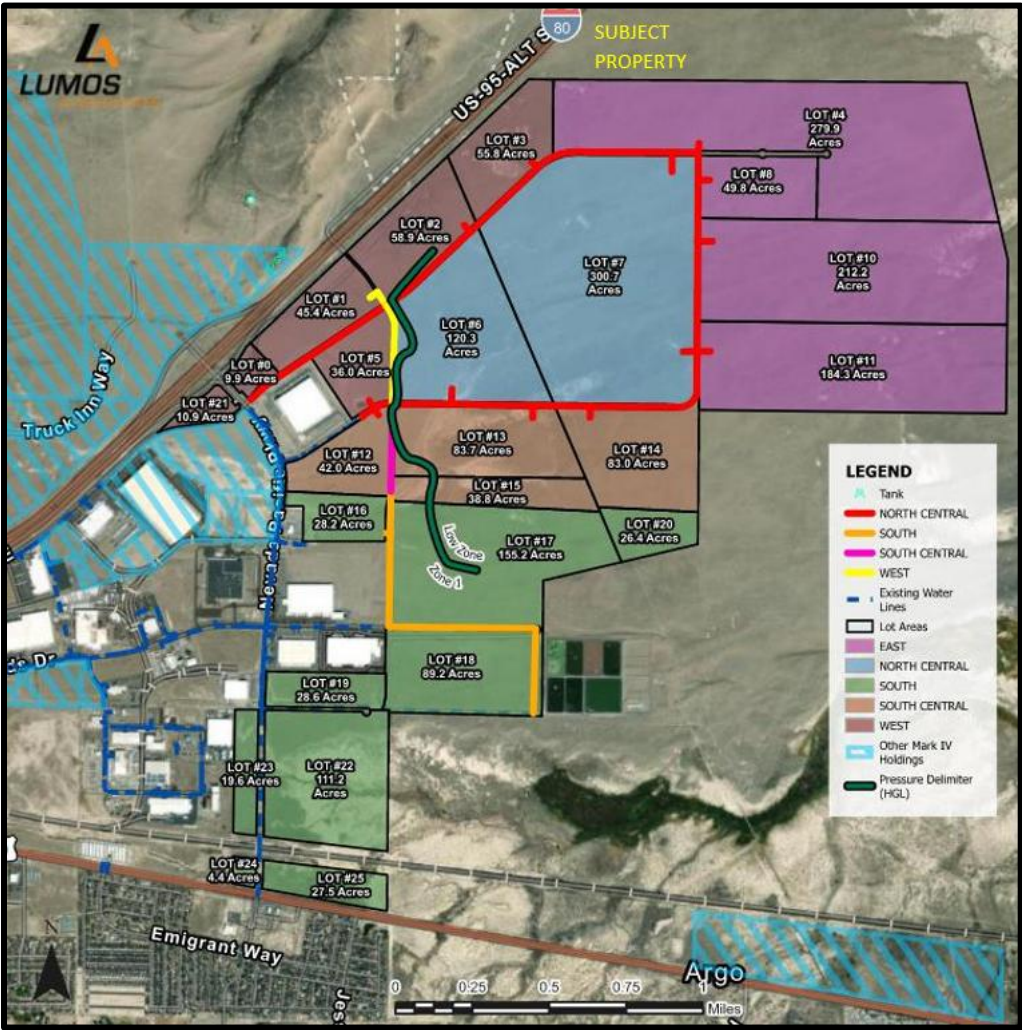 LUMOS
80
SUBJECT
PROPERTY
US-95-ALT S
LOT #4
279.9
Acres
LOT #3
55.8 Acres
LOT #8
49.8 Acres
LOT #2
58.9 Acres
LOT #7
300.7
Acres
LOT #10
212.2
Acres
LOT #1
45.4 Acres
LOT #6
120.3
Acres
LOT #5
36.0 Acres
LOT #0
9.9 Acres
LOT #11
184.3 Acres
LOT #21
10.9 Acres
Truck Inn Way
LOT #13
83.7 Acres
LOT #14
83.0 Acres
LOT #12
42.0 Acres
LOT #15
38.8 Acres
LOT #16
28.2 Acres
LOT #17
155.2 Acres
LOT #20
26.4 Acres
Low Zone
Zone 1
LOT #18
89.2 Acres
LOT #19
28.6 Acres
LOT #23
19.6 Acres
LOT #22
111.2
Acres
LOT #24
4.4 Acres
LOT #25
27.5 Acres
LEGEND
Tank
NORTH CENTRAL
SOUTH
SOUTH CENTRAL
WEST
Existing Water
Lines
Lot Areas
EAST
NORTH CENTRAL
SOUTH
SOUTH CENTRAL
WEST
Other Mark IV
Holdings
Pressure Delimiter
(HGL)
Emigrant Way
Argo
N
0 0.25 0.5 0.75 1
Miles